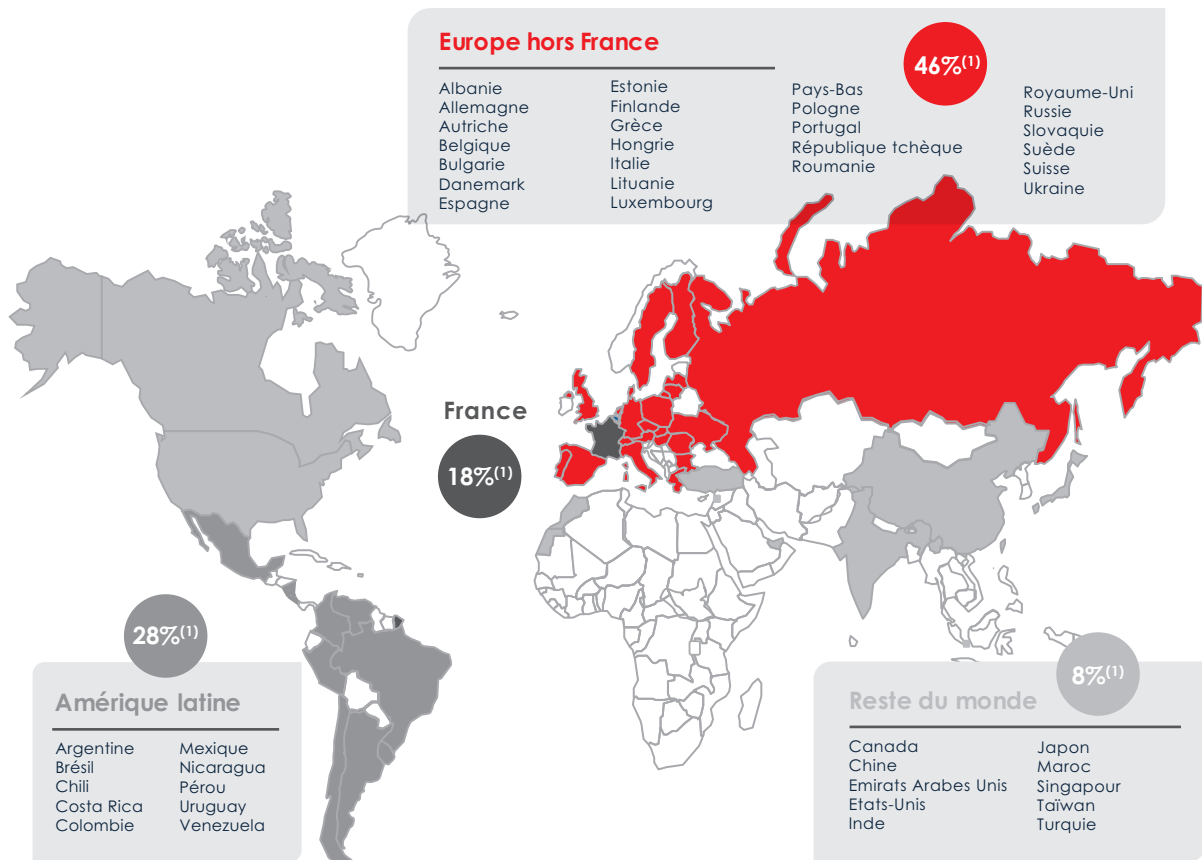 Europe hors France
46%(1)
Albanie
Allemagne
Autriche
Belgique
Bulgarie
Danemark
Espagne
Estonie
Finlande
Grèce
Hongrie
Italie
Lituanie
Luxembourg
Pays-Bas
Pologne
Portugal
République tchèque
Roumanie
Royaume-Uni
Russie
Slovaquie
Suède
Suisse
Ukraine
France
18%(1)
28%(1)
Amérique latine
Argentine
Brésil
Chili
Costa Rica
Colombie
Mexique
Nicaragua
Pérou
Uruguay
Venezuela
8%(1)
Reste du monde
Canada
Chine
Emirats Arabes Unis
Etats-Unis
Inde
Japon
Maroc
Singapour
Taïwan
Turquie